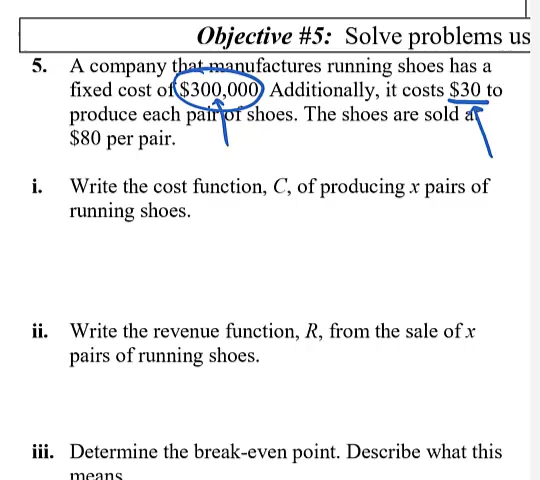 Objective #5: Solve problems us
5. A company that manufactures running shoes has a
fixed cost of $300,000. Additionally, it costs $30 to
produce each pair of shoes. The shoes are sold at
$80 per pair.
i. Write the cost function, C, of producing x pairs of
running shoes.
ii. Write the revenue function, R, from the sale of x
pairs of running shoes.
iii. Determine the break-even point. Describe what this
means